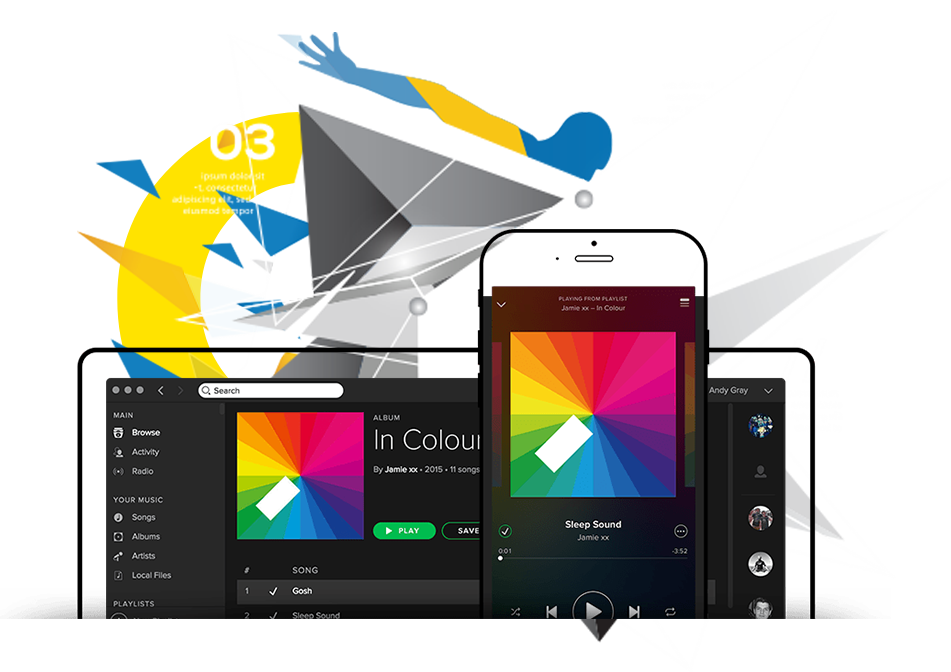 03
ipsum dolor sit
adipiscing elit, sed
eiusmod tempor
Search
MAIN
Browse
Activity
Radio
YOUR MUSIC
Songs
Albums
Artists
Local Files
PLAYLISTS
ALBUM
In Colour
By Jamie xx • 2015 • 11 songs
PLAY
SAVE
# SONG
1 Gosh
2 Sleep Sound
PLAYING FROM PLAYLIST
Jamie xx – In Colour
Sleep Sound
Jamie xx
0:01
-3:52
Andy Gray